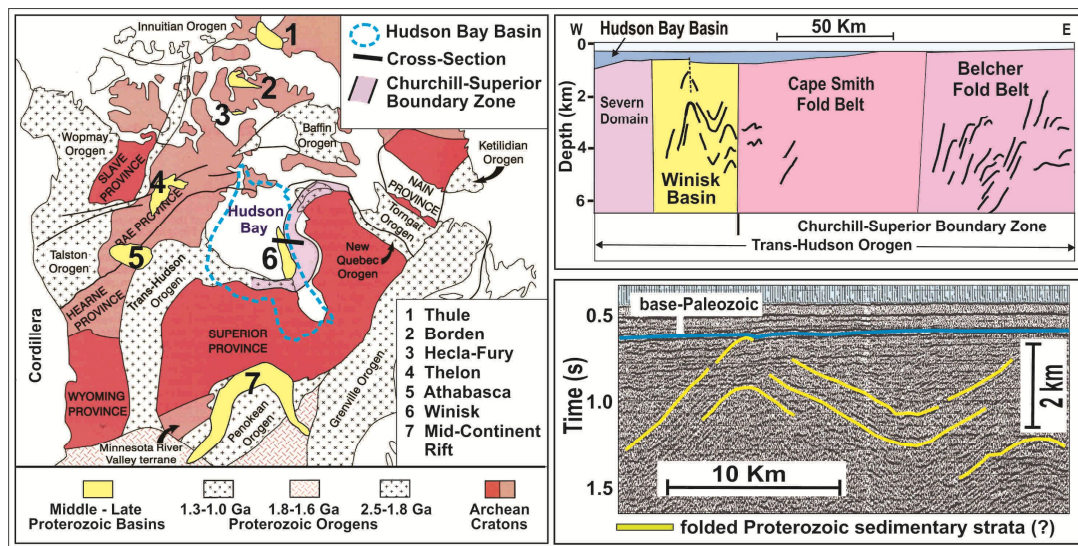 Innuitian Orogen
1
Hudson Bay Basin
Cross-Section
Churchill-Superior
Boundary Zone
2
3
Baffin
Orogen
Ketilidian
Orogen
Wopmay
Orogen
SLAVE
PROVINCE
4
RAE PROVINCE
NAIN
PROVINCE
Torngat
Orogen
Hudson
Bay
6
New
Quebec
Orogen
Talston
Orogen
5
HEARNE
PROVINCE
Trans-Hudson
Orogen
Cordillera
SUPERIOR
PROVINCE
WYOMING
PROVINCE
7
Penokean
Orogen
Grenville Orogen
Minnesota River
Valley terrane
1 Thule
2 Borden
3 Hecla-Fury
4 Thelon
5 Athabasca
6 Winisk
7 Mid-Continent
Rift
Middle - Late
Proterozoic Basins
1.3-1.0 Ga
1.8-1.6 Ga
2.5-1.8 Ga
Proterozoic Orogens
Archean
Cratons
W
50 Km
E
Hudson Bay Basin
0
2
4
6
Depth (km)
Severn
Domain
Winisk
Basin
Cape Smith
Fold Belt
Belcher
Fold Belt
Churchill-Superior Boundary Zone
Trans-Hudson Orogen
base-Paleozoic
0.5
1.0
1.5
Time (s)
2 km
10 Km
folded Proterozoic sedimentary strata (?)